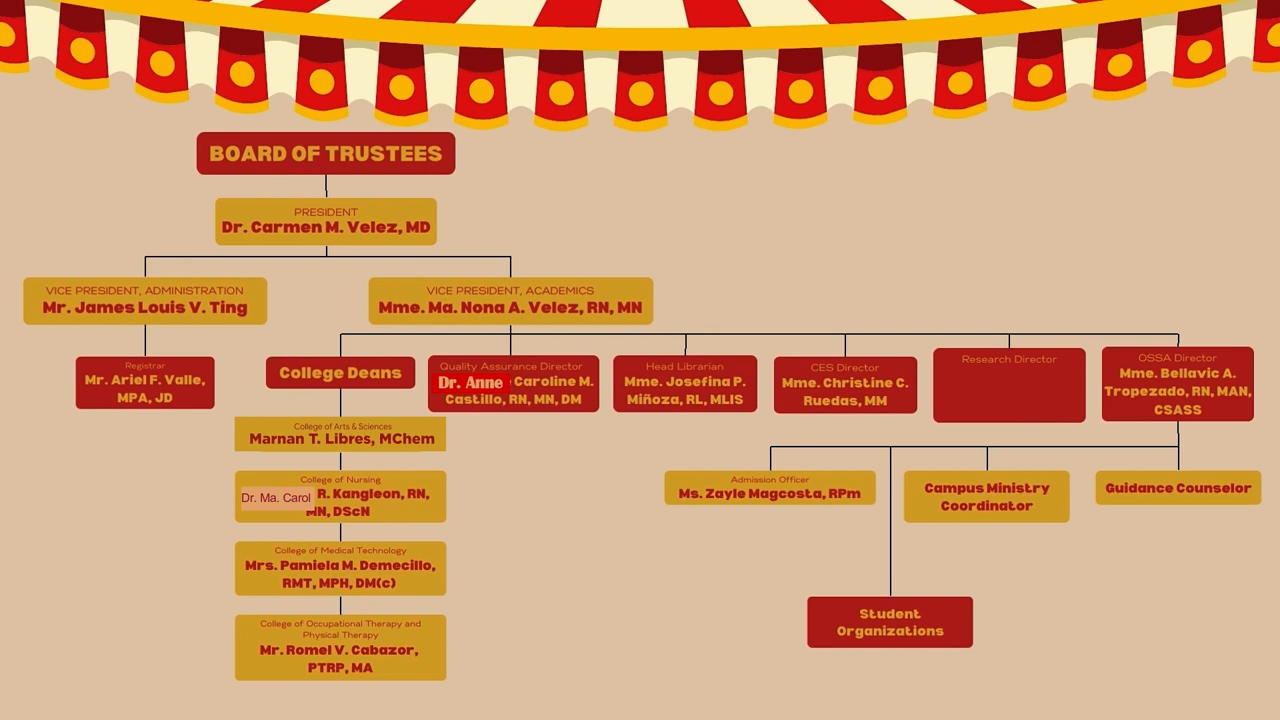 BOARD OF TRUSTEES
PRESIDENT
Dr. Carmen M. Velez, MD
VICE PRESIDENT, ADMINISTRATION
Mr. James Louis V. Ting
VICE PRESIDENT, ACADEMICS
Mme. Ma. Nona A. Velez, RN, MN
Registrar
Mr. Ariel F. Valle,
MPA, JD
College Deans
Quality Assurance Director
Dr. Anne Caroline M.
Castillo, RN, MN, DM
Head Librarian
Mme. Josefina P.
Miñoza, RL, MLIS
CES Director
Mme. Christine C.
Ruedas, MM
Research Director
OSSA Director
Mme. Bellavic A.
Tropezado, RN, MAN,
CSASS
College of Arts & Sciences
Marnan T. Libres, MChem
College of Nursing
Dr. Ma. Carol R. Kangleon, RN,
MN, DScN
College of Medical Technology
Mrs. Pamiela M. Demecillo,
RMT, MPH, DM(c)
College of Occupational Therapy and
Physical Therapy
Mr. Romel V. Cabazor,
PTRP, MA
Admission Officer
Ms. Zayle Magcosta, RPm
Campus Ministry
Coordinator
Guidance Counselor
Student
Organizations